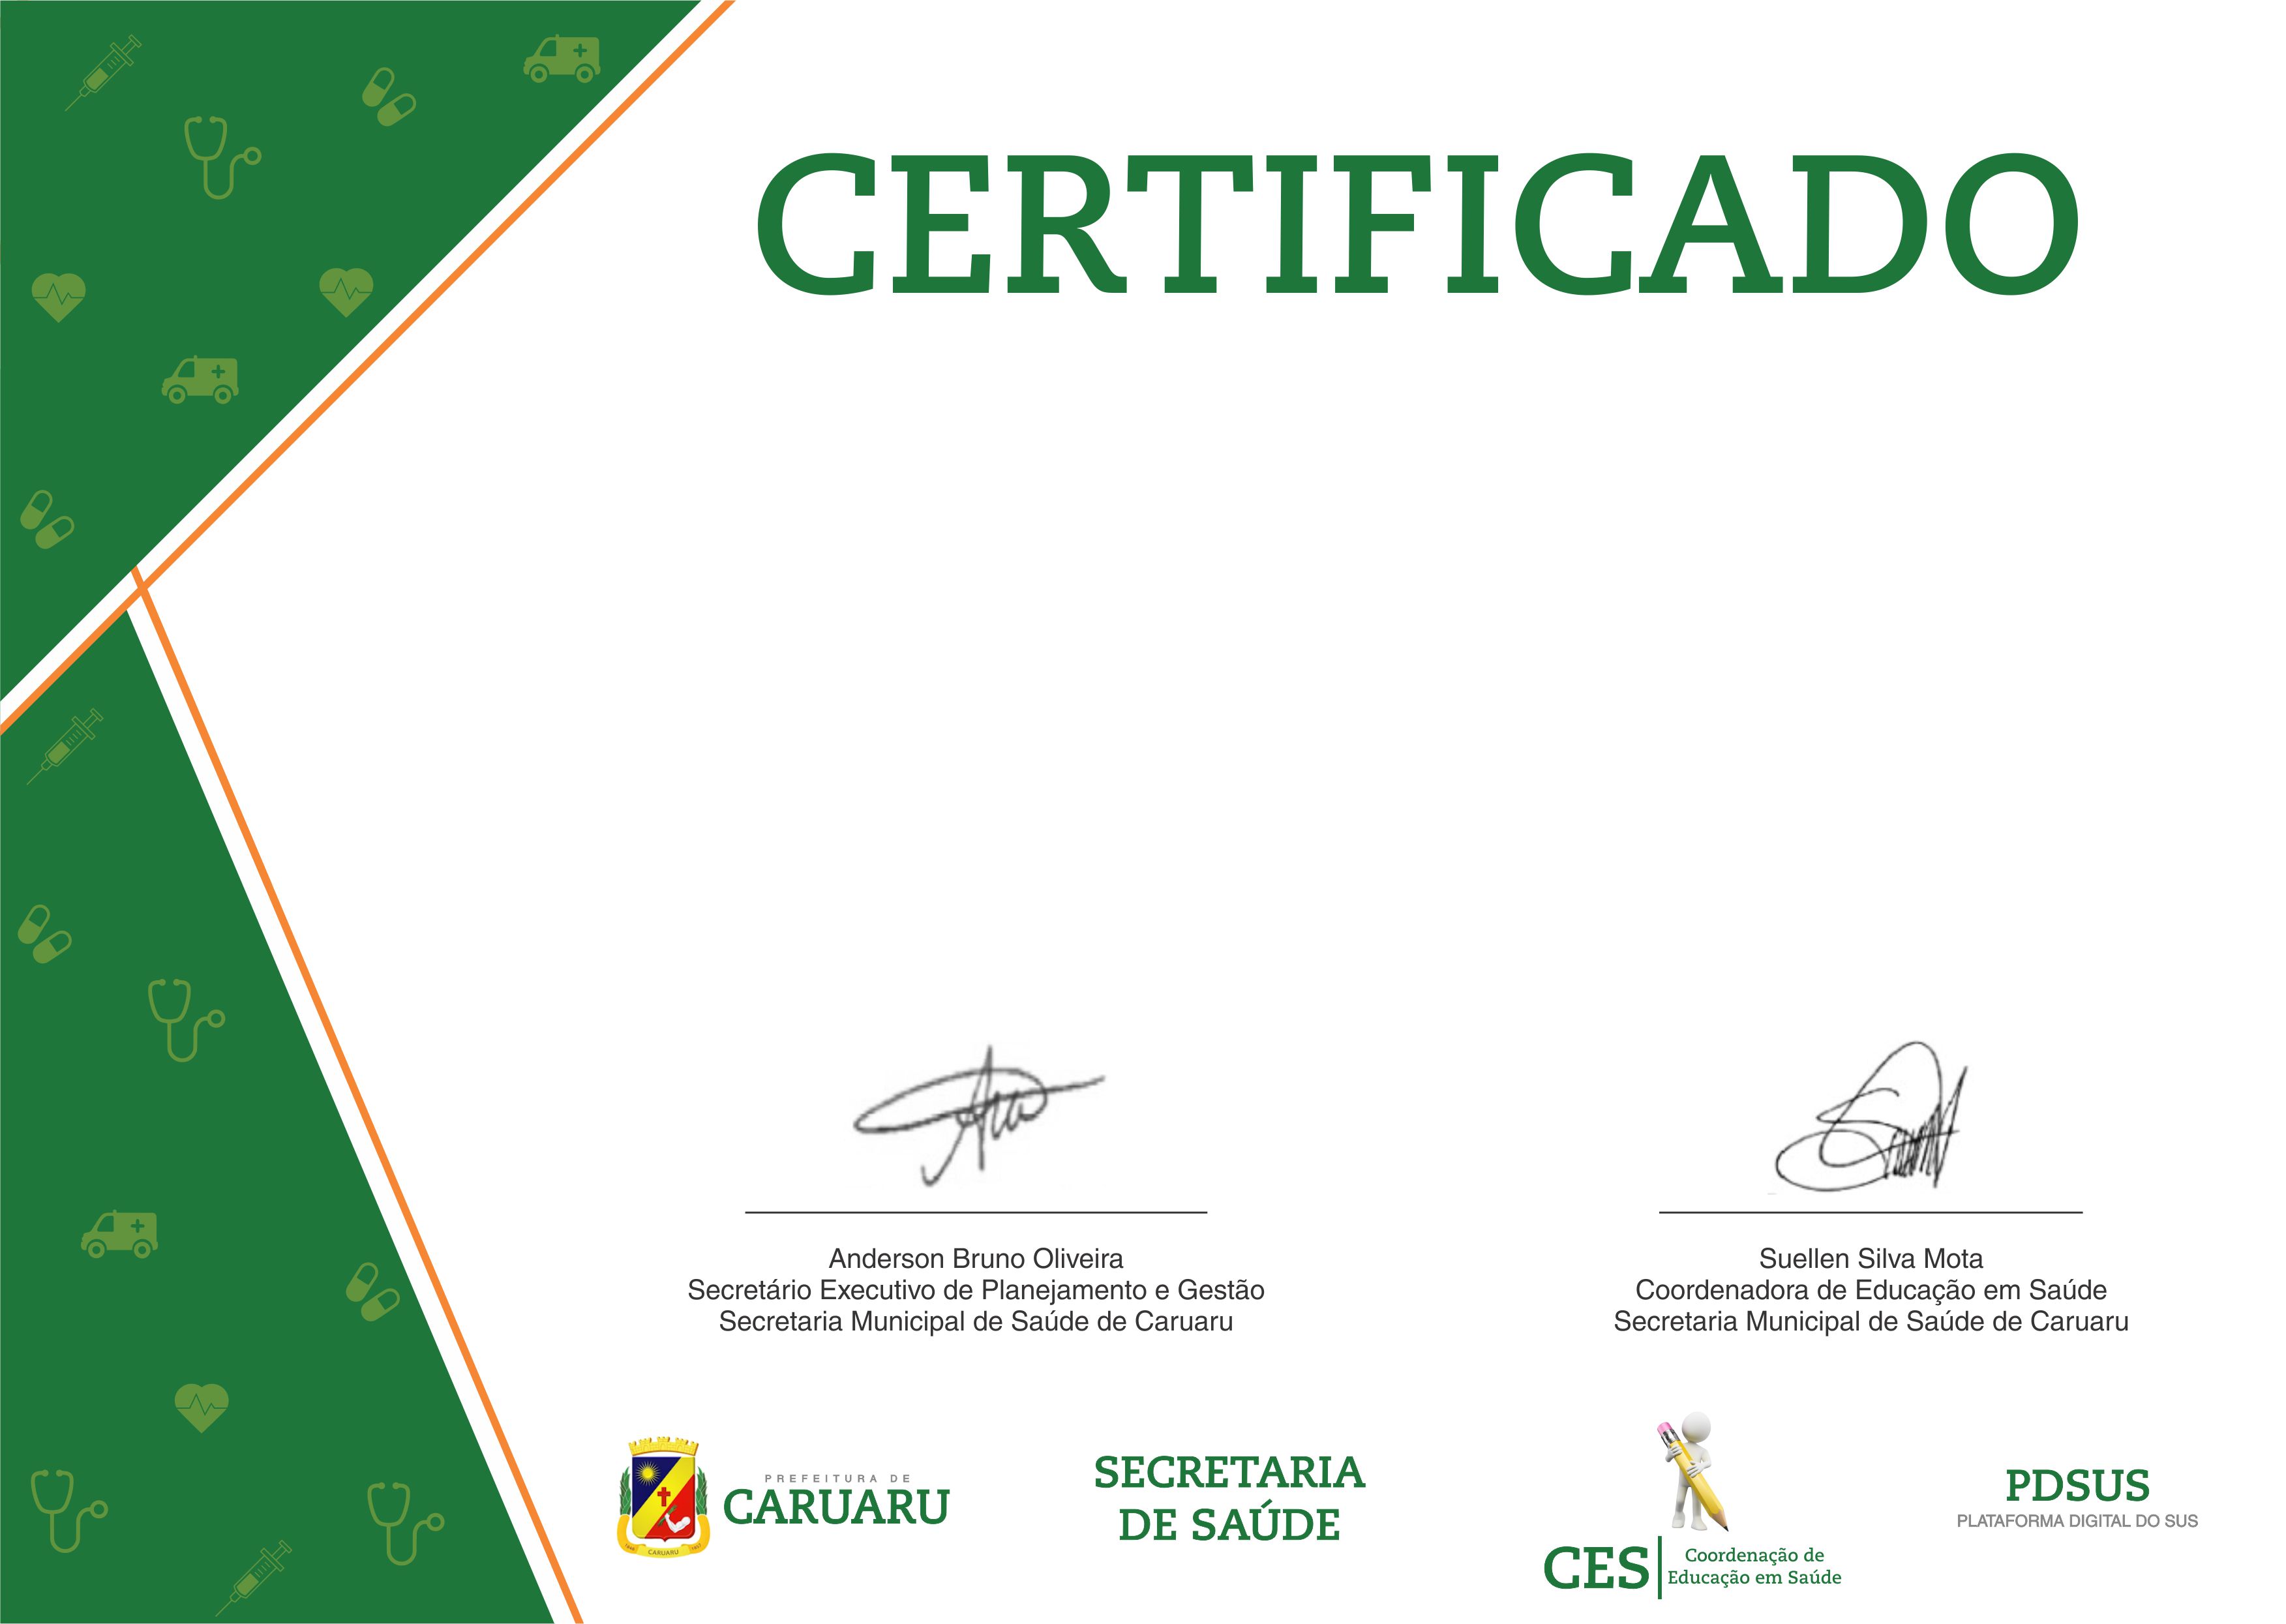 CERTIFICADO
Anderson Bruno Oliveira
Secretário Executivo de Planejamento e Gestão
Secretaria Municipal de Saúde de Caruaru
Suellen Silva Mota
Coordenadora de Educação em Saúde
Secretaria Municipal de Saúde de Caruaru
PREFEITURA DE
CARUARU
CARUARU
SECRETARIA
DE SAÚDE
CES
Coordenação de
Educação em Saúde
PDSUS
PLATAFORMA DIGITAL DO SUS